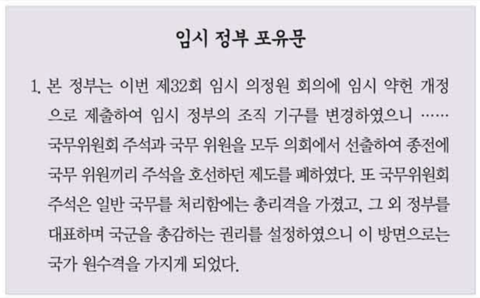 임시 정부 포유문
1. 본 정부는 이번 제32회 임시 의정원 회의에 임시 약헌 개정
으로 제출하여 임시 정부의 조직 기구를 변경하였으니 ……
국무위원회 주석과 국무 위원을 모두 의회에서 선출하여 종전에
국무 위원끼리 주석을 호선하던 제도를 폐하였다. 또 국무위원회
주석은 일반 국무를 처리함에는 총리격을 가졌고, 그 외 정부를
대표하며 국군을 총감하는 권리를 설정하였으니 이 방면으로는
국가 원수격을 가지게 되었다.